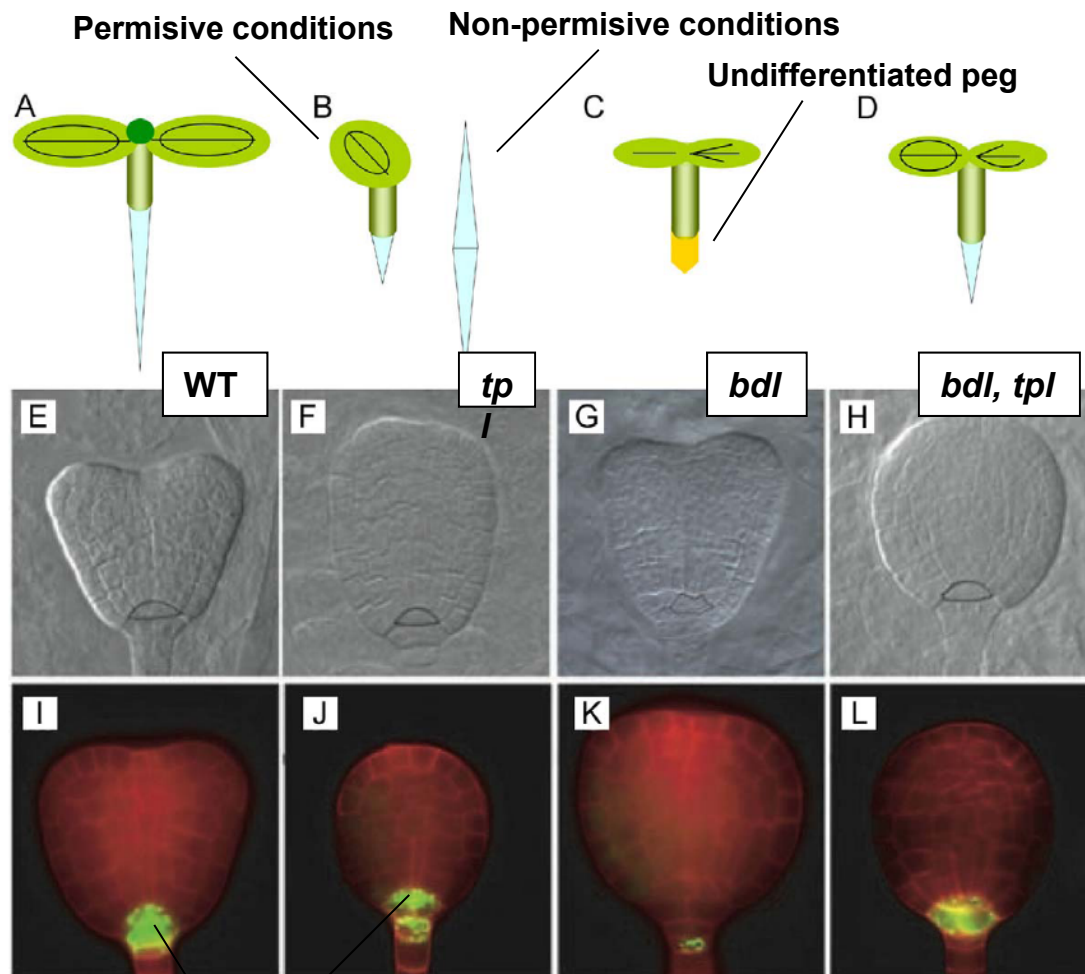 Permisive conditions
Non-permisive conditions
Undifferentiated peg
A
B
C
D
WT
tp
l
bdl
bdl, tpl
E
F
G
H
I
J
K
L